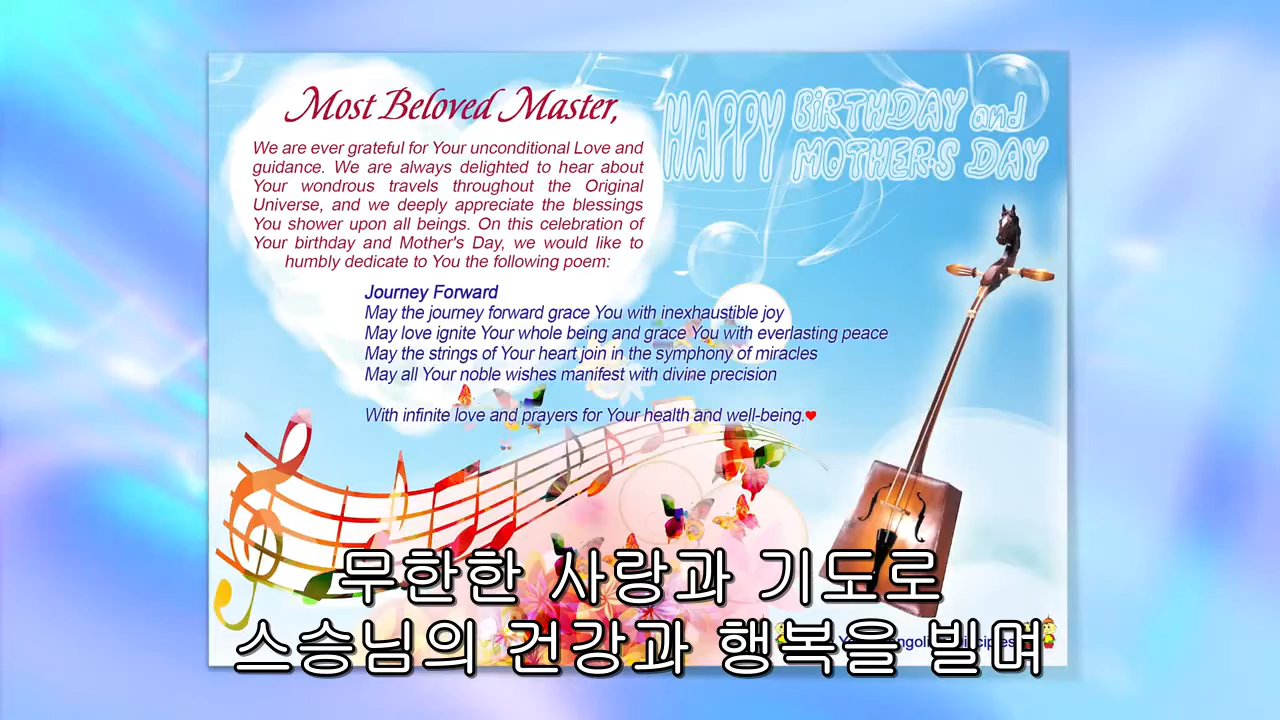 Most Beloved Master,
HAPPY BIRTHDAY and
MOTHER'S DAY
We are ever grateful for Your unconditional Love and
guidance. We are always delighted to hear about
Your wondrous travels throughout the Original
Universe, and we deeply appreciate the blessings
You shower upon all beings. On this celebration of
Your birthday and Mother's Day, we would like to
humbly dedicate to You the following poem:
Journey Forward
May the journey forward grace You with inexhaustible joy
May love ignite Your whole being and grace You with everlasting peace
May the strings of Your heart join in the symphony of miracles
May all Your noble wishes manifest with divine precision
With infinite love and prayers for Your health and well-being.
무한한 사랑과 기도로
스승님의 건강과 행복을 빌며